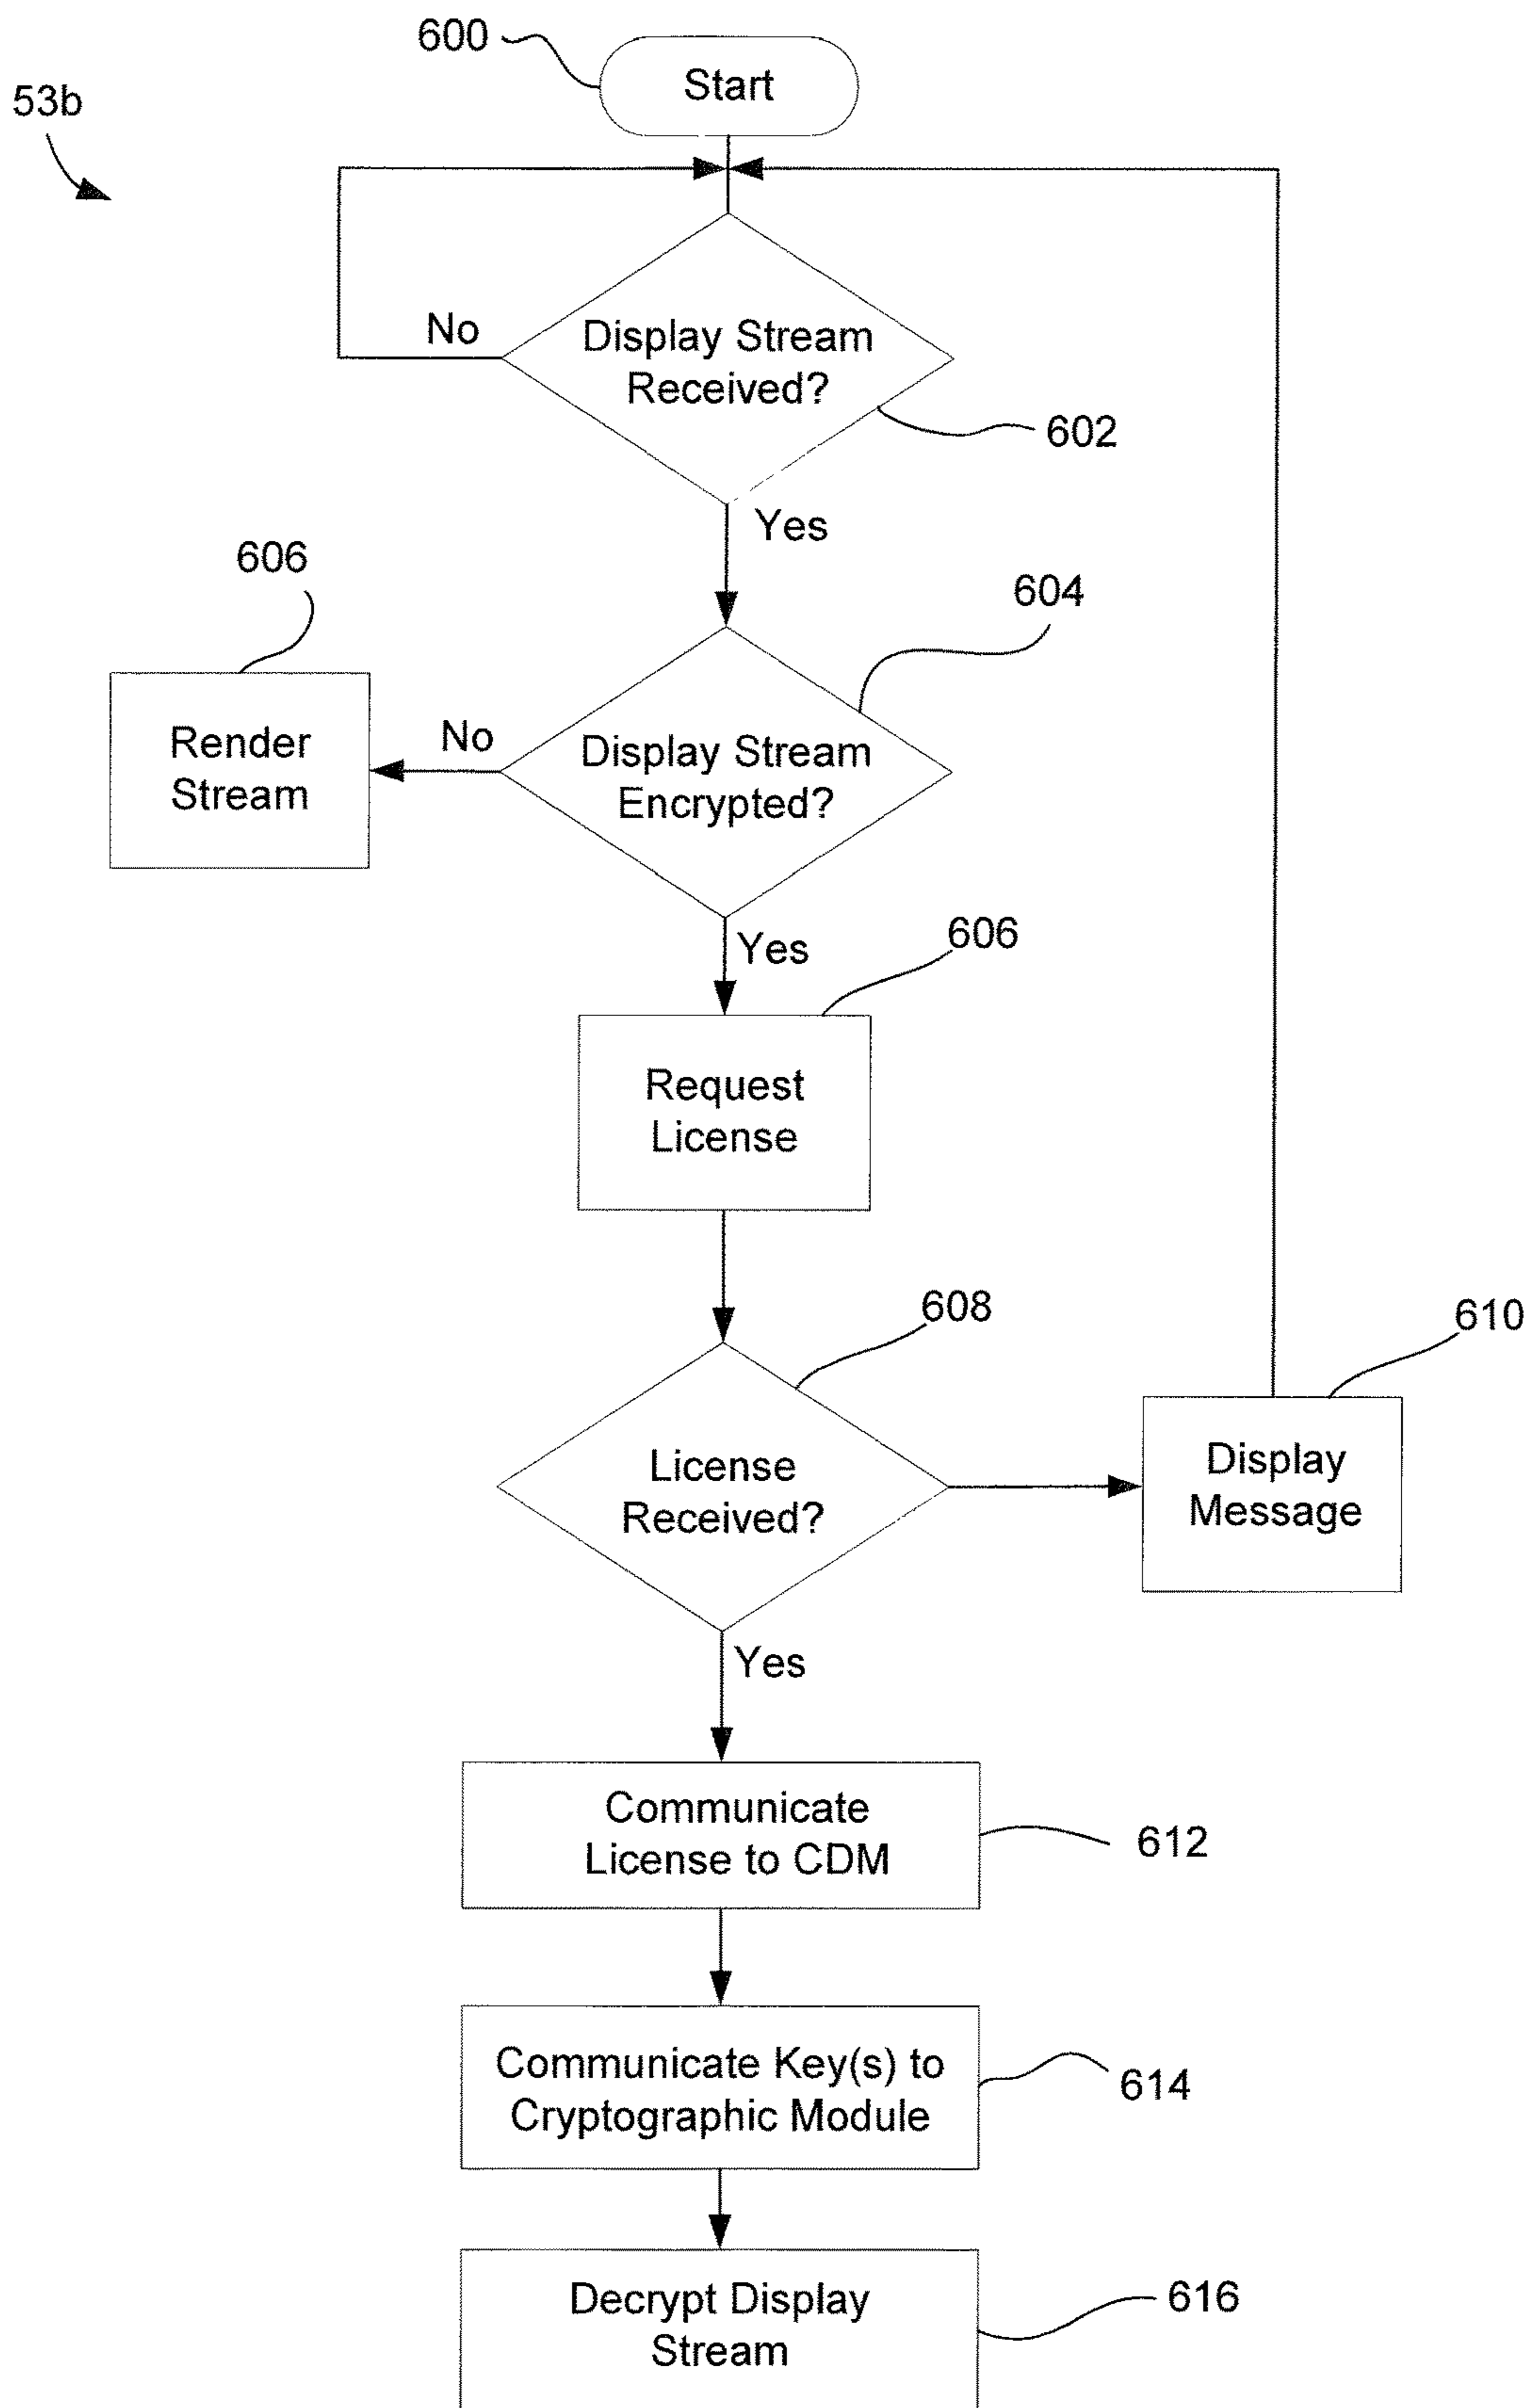 600
Start
53b
No
Display Stream
Received?
602
Yes
606
604
Render
Stream
No
Display Stream
Encrypted?
Yes
606
Request
License
608
610
License
Received?
Display
Message
Yes
Communicate
License to CDM
612
Communicate Key(s) to
Cryptographic Module
614
Decrypt Display
Stream
616